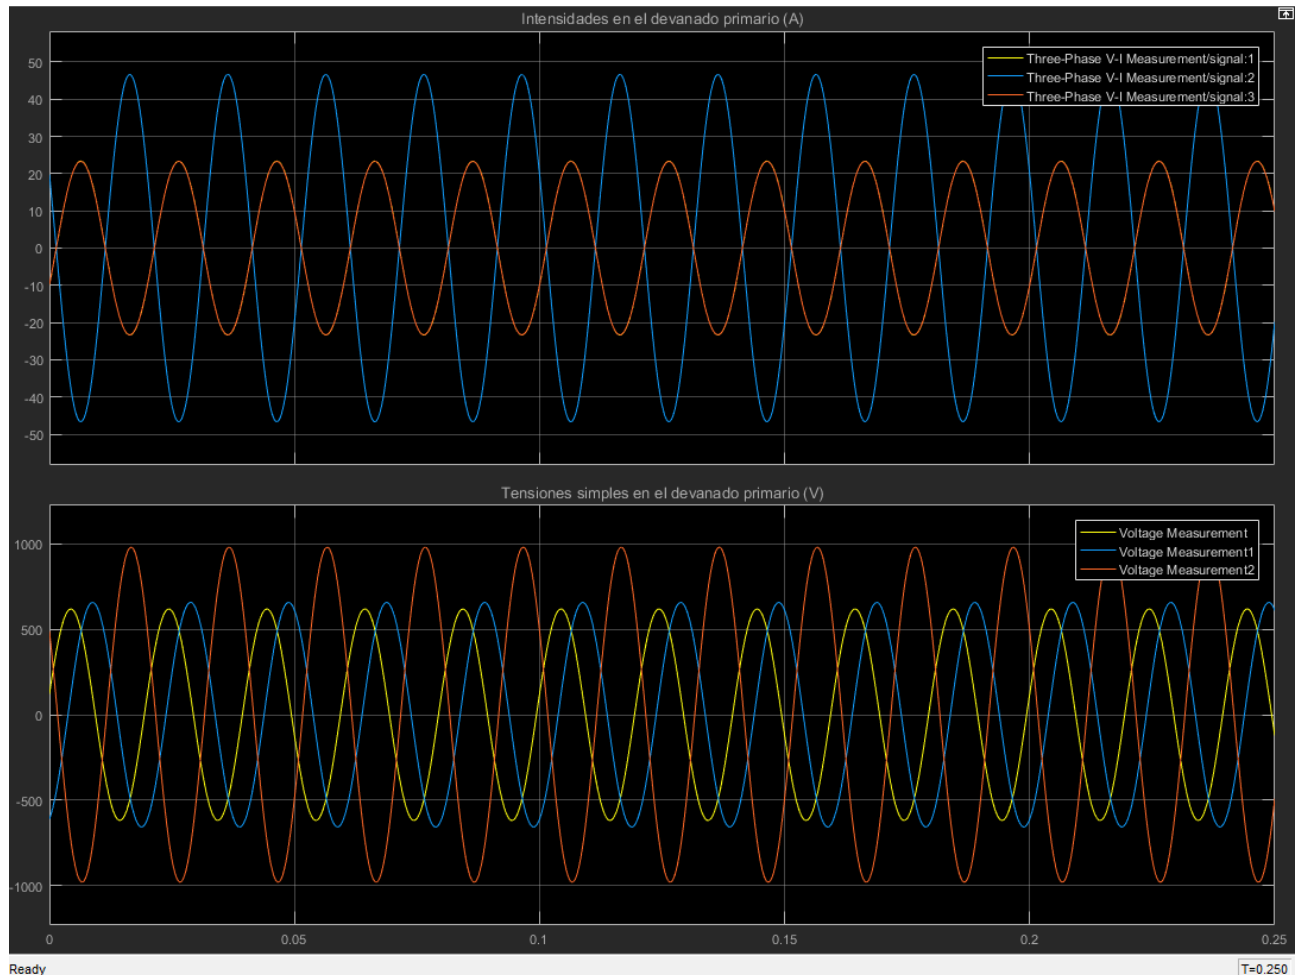 Intensidades en el devanado primario (A)
Three-Phase V-I Measurement/signal:1
Three-Phase V-I Measurement/signal:2
Three-Phase V-I Measurement/signal:3
50
40
30
20
10
0
-10
-20
-30
-40
-50
Tensiones simples en el devanado primario (V)
Voltage Measurement
Voltage Measurement1
Voltage Measurement2
1000
500
0
-500
-1000
0 0.05 0.1 0.15 0.2 0.25
Ready T=0.250